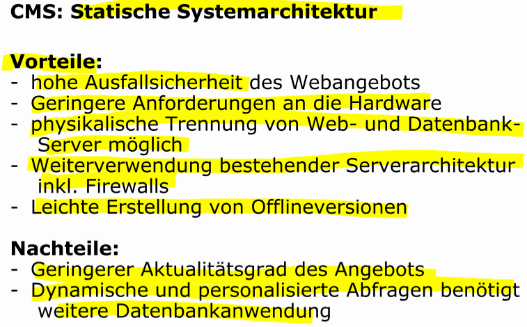 CMS: Statische Systemarchitektur
Vorteile:
- hohe Ausfallsicherheit des Webangebots
- Geringere Anforderungen an die Hardware
- physikalische Trennung von Web- und Datenbank-
Server möglich
- Weiterverwendung bestehender Serverarchitektur
inkl. Firewalls
- Leichte Erstellung von Offlineversionen
Nachteile:
- Geringerer Aktualitätsgrad des Angebots
- Dynamische und personalisierte Abfragen benötigt
weitere Datenbankanwendung